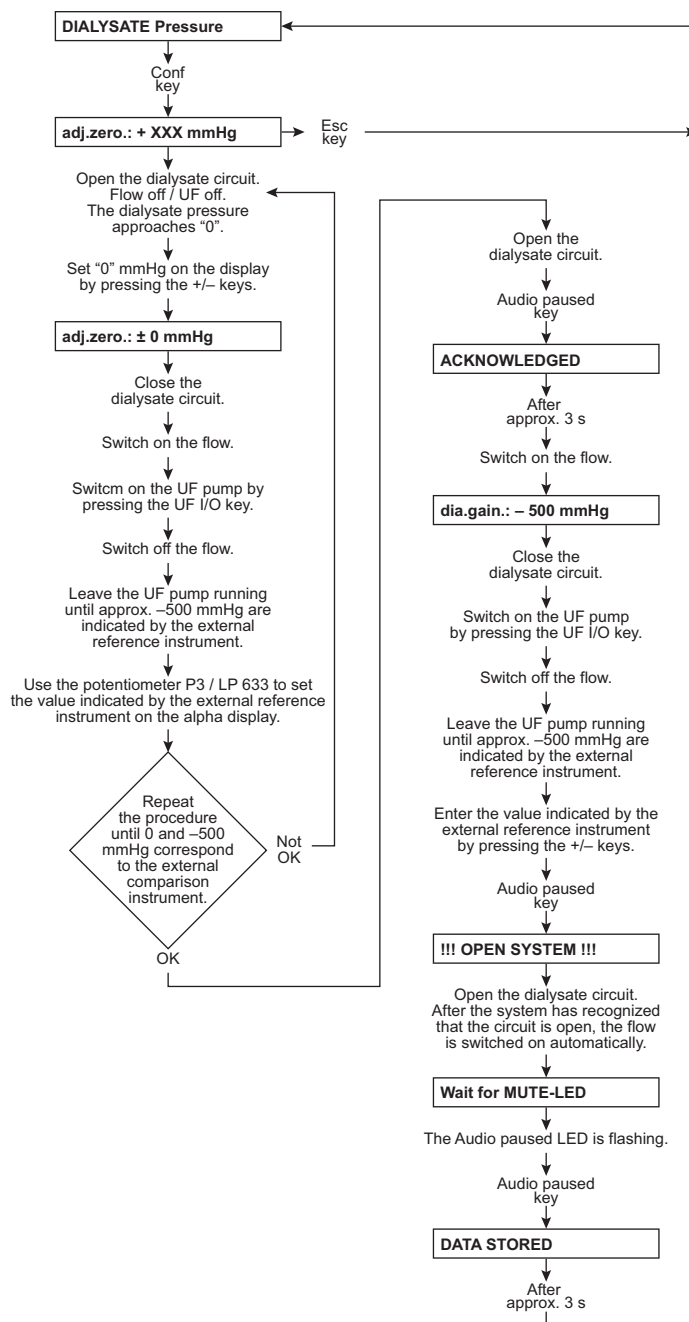 DIALYSATE Pressure
Conf
key
adj.zero.: + XXX mmHg
Esc
key
Open the dialysate circuit.
Flow off / UF off.
The dialysate pressure
approaches “0”.
Set “0” mmHg on the display
by pressing the +/– keys.
adj.zero.: ± 0 mmHg
Close the
dialysate circuit.
Switch on the flow.
Switcm on the UF pump by
pressing the UF I/O key.
Switch off the flow.
Leave the UF pump running
until approx. –500 mmHg are
indicated by the external
reference instrument.
Use the potentiometer P3 / LP 633 to set
the value indicated by the external reference
instrument on the alpha display.
Repeat
the procedure
until 0 and –500
mmHg correspond
to the external
comparison
instrument.
Not
OK
OK
Open the
dialysate circuit.
Audio paused
key
ACKNOWLEDGED
After
approx. 3 s
Switch on the flow.
dia.gain.: – 500 mmHg
Close the
dialysate circuit.
Switch on the UF pump
by pressing the UF I/O key.
Switch off the flow.
Leave the UF pump running
until approx. –500 mmHg are
indicated by the external
reference instrument.
Enter the value indicated by the
external reference instrument
by pressing the +/– keys.
Audio paused
key
!!! OPEN SYSTEM !!!
Open the dialysate circuit.
After the system has recognized
that the circuit is open, the flow
is switched on automatically.
Wait for MUTE-LED
The Audio paused LED is flashing.
Audio paused
key
DATA STORED
After
approx. 3 s